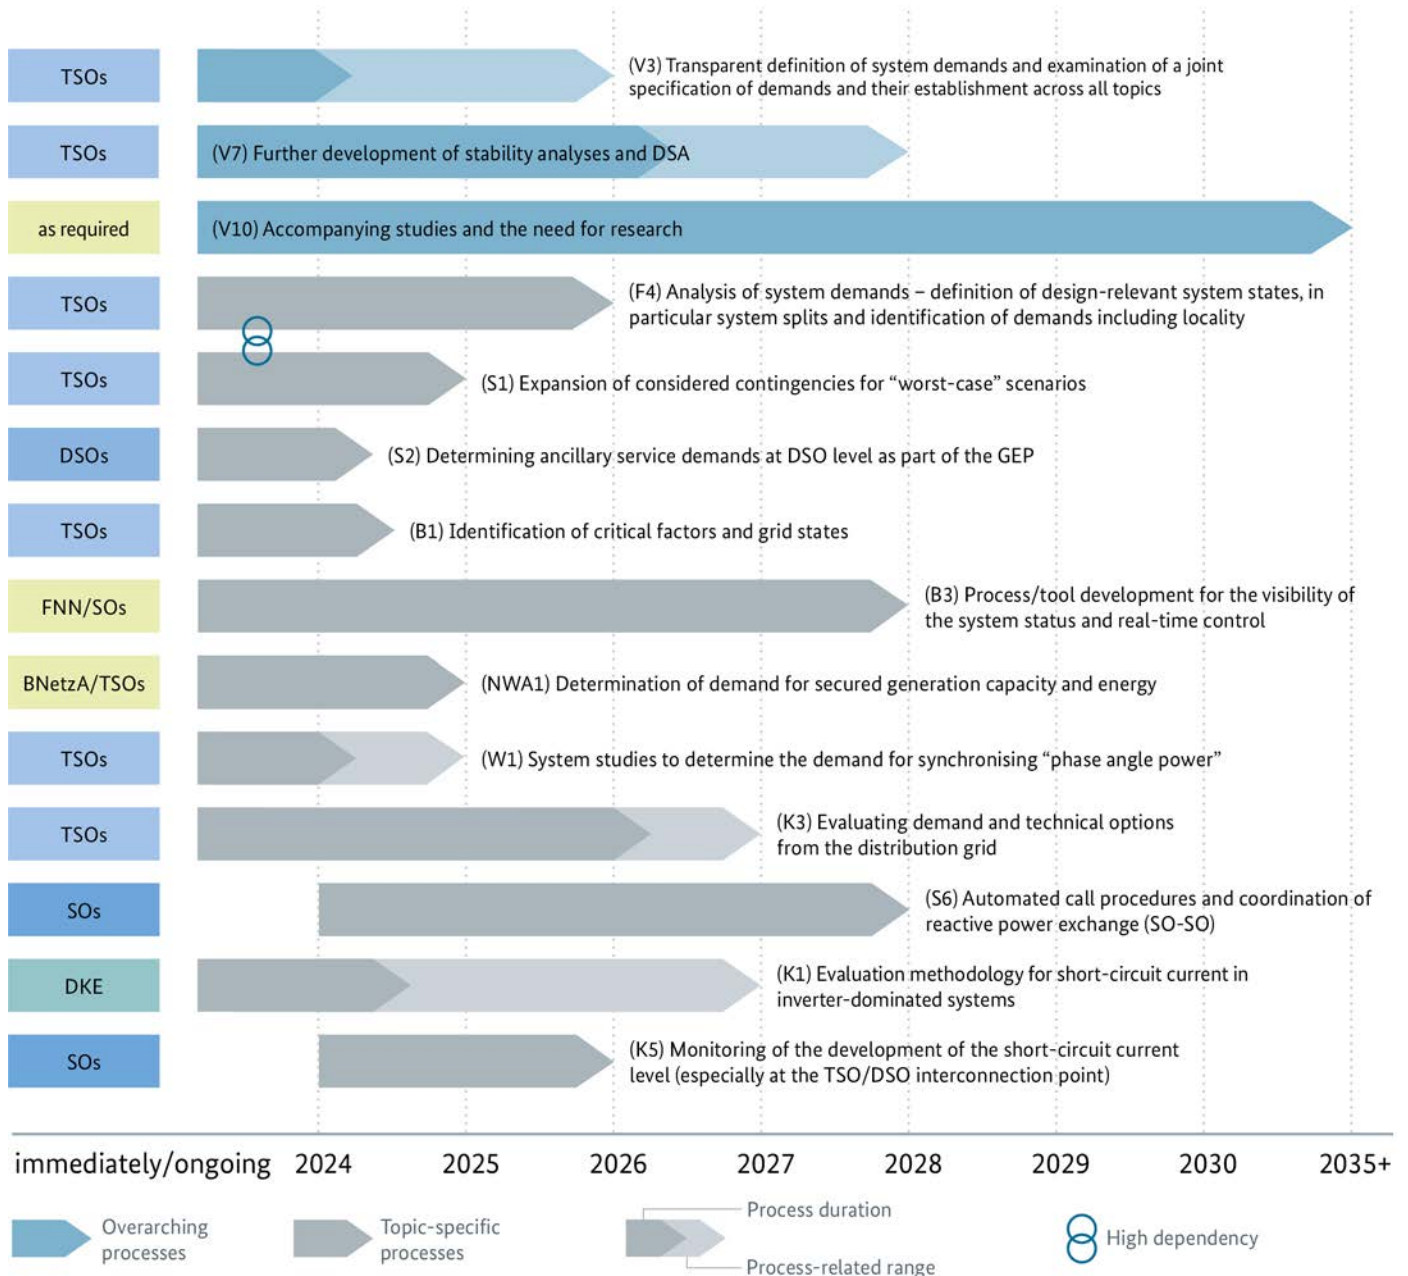 TSOs
(V3) Transparent definition of system demands and examination of a joint
specification of demands and their establishment across all topics
TSOs
(V7) Further development of stability analyses and DSA
as required
(V10) Accompanying studies and the need for research
TSOs
(F4) Analysis of system demands – definition of design-relevant system states, in
particular system splits and identification of demands including locality
TSOs
(S1) Expansion of considered contingencies for “worst-case” scenarios
DSOs
(S2) Determining ancillary service demands at DSO level as part of the GEP
TSOs
(B1) Identification of critical factors and grid states
FNN/SOs
(B3) Process/tool development for the visibility of
the system status and real-time control
BNetzA/TSOs
(NWA1) Determination of demand for secured generation capacity and energy
TSOs
(W1) System studies to determine the demand for synchronising “phase angle power”
TSOs
(K3) Evaluating demand and technical options
from the distribution grid
SOs
(S6) Automated call procedures and coordination of
reactive power exchange (SO-SO)
DKE
(K1) Evaluation methodology for short-circuit current in
inverter-dominated systems
SOs
(K5) Monitoring of the development of the short-circuit current
level (especially at the TSO/DSO interconnection point)
immediately/ongoing 2024 2025 2026 2027 2028 2029 2030 2035+
Overarching
processes
Topic-specific
processes
Process duration
Process-related range
High dependency